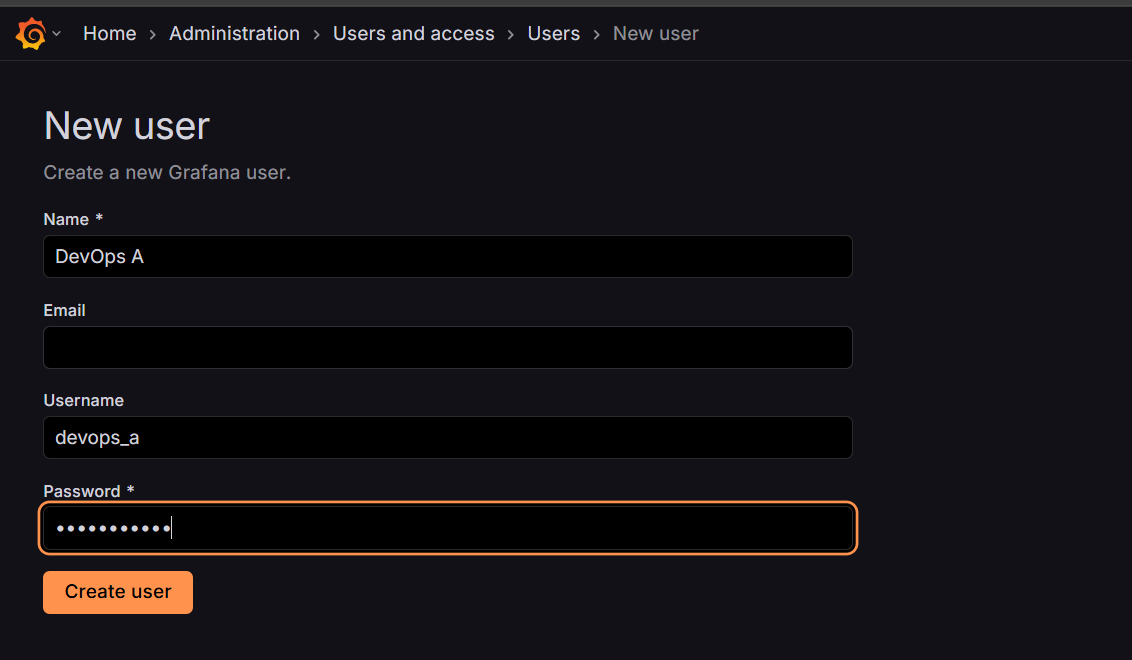 Home > Administration > Users and access > Users > New user
New user
Create a new Grafana user.
Name *
DevOps A
Email
Username
devops_a
Password *
•••••••••••
Create user